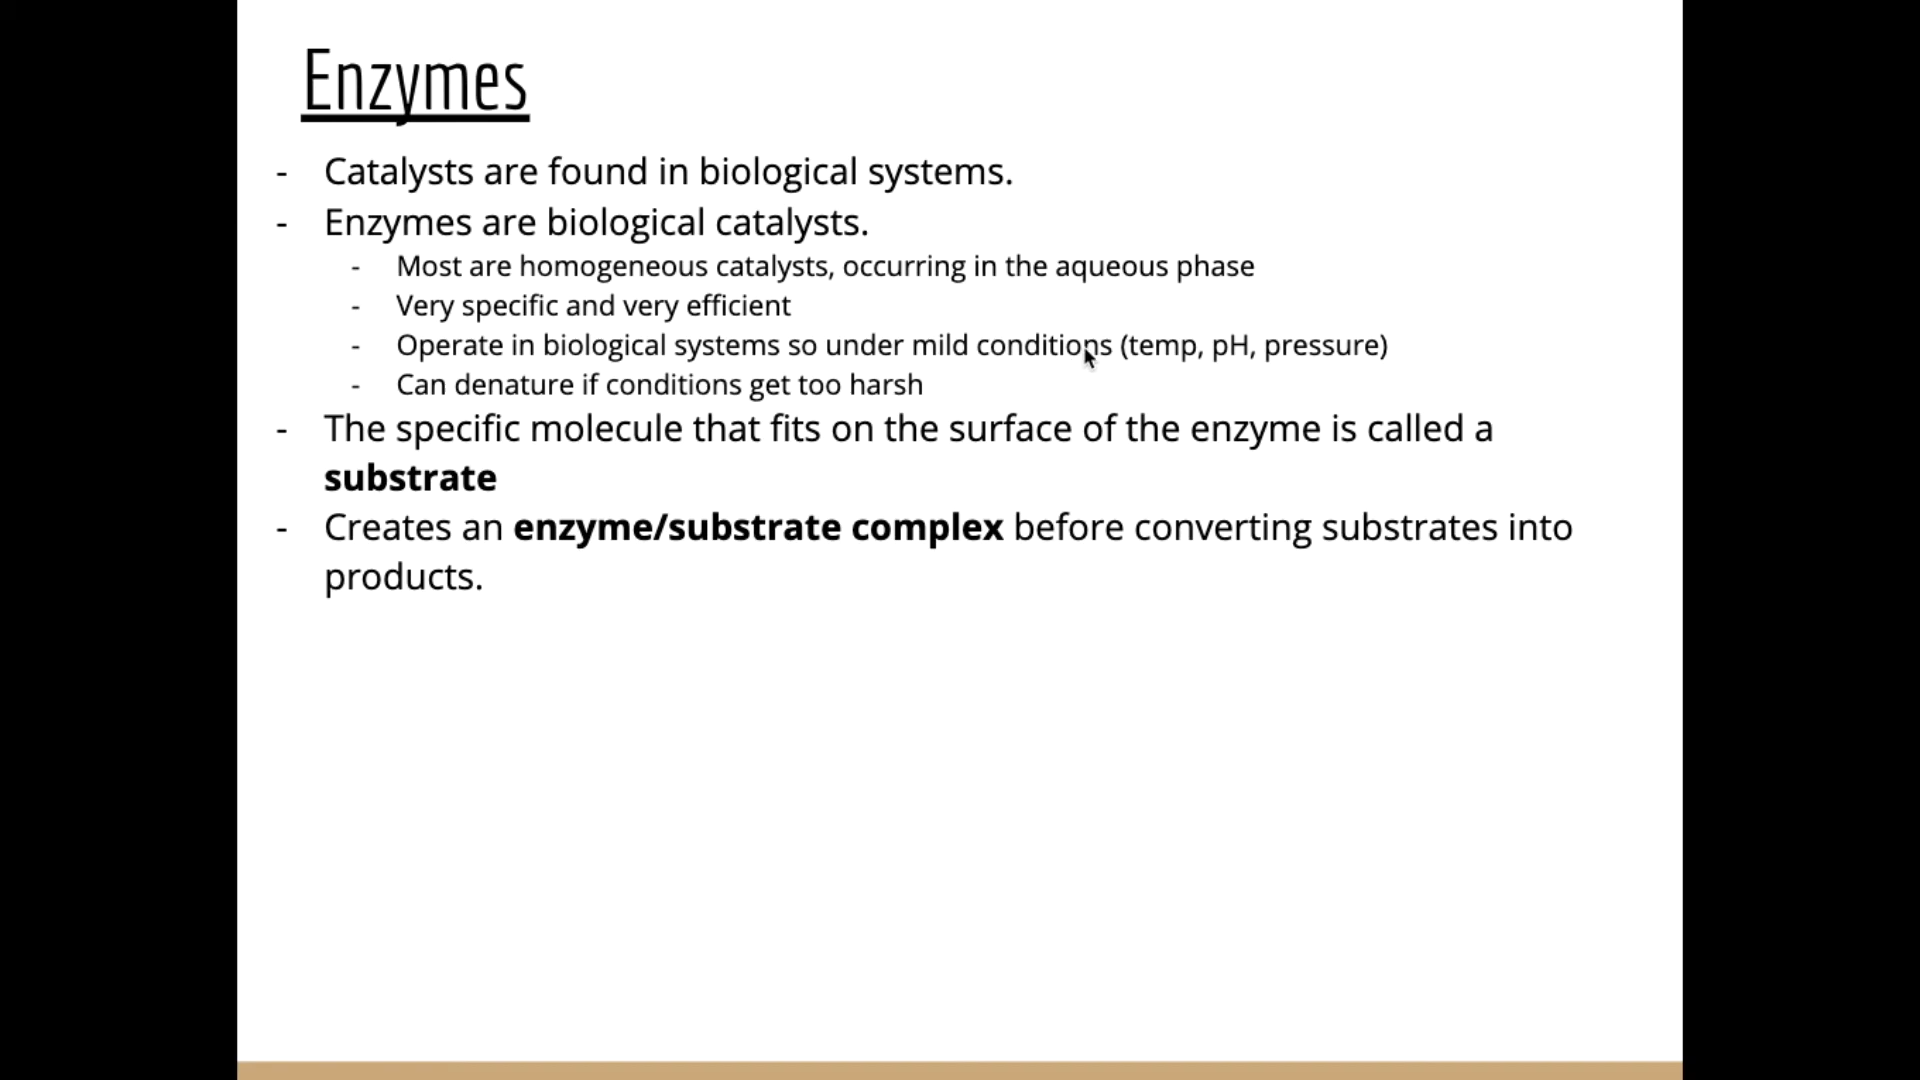 Enzymes
- Catalysts are found in biological systems.
- Enzymes are biological catalysts.
- Most are homogeneous catalysts, occurring in the aqueous phase
- Very specific and very efficient
- Operate in biological systems so under mild conditions (temp, pH, pressure)
- Can denature if conditions get too harsh
- The specific molecule that fits on the surface of the enzyme is called a
substrate
- Creates an enzyme/substrate complex before converting substrates into
products.